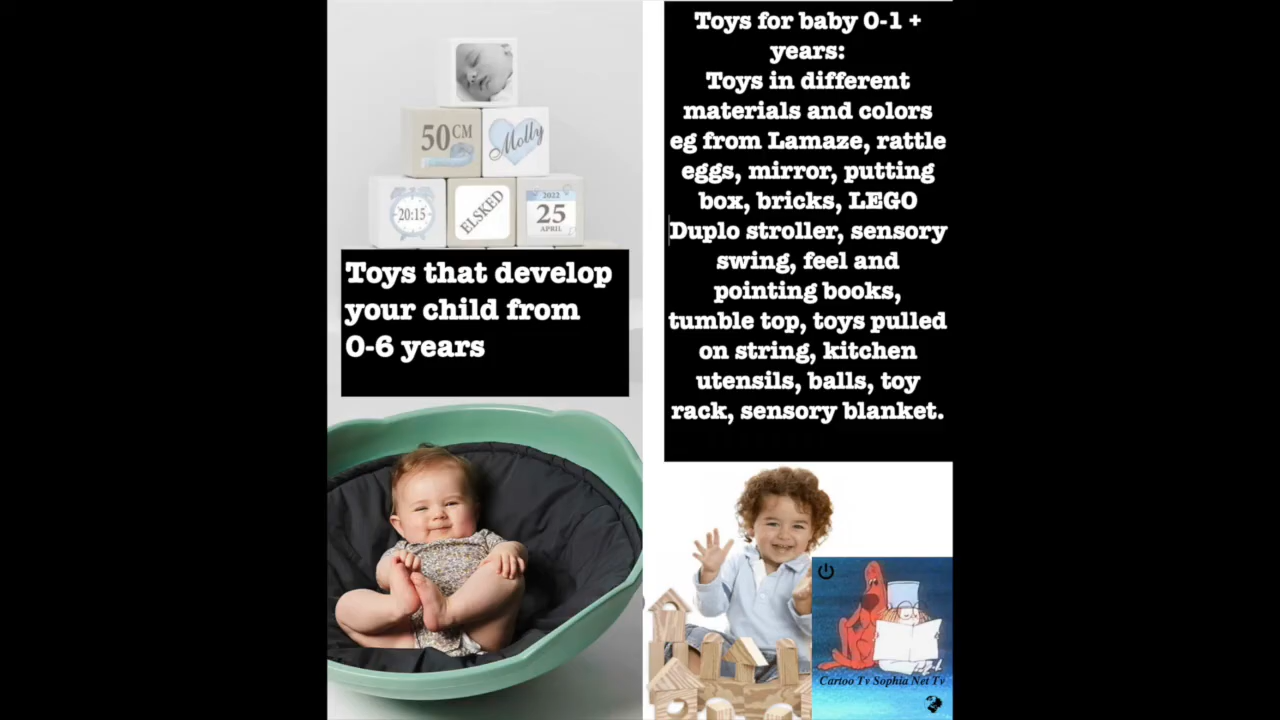 50 CM
Molly
20:15
ELSKED
2022
25
APRIL
Toys that develop
your child from
0-6 years
Toys for baby 0-1 +
years:
Toys in different
materials and colors
eg from Lamaze, rattle
eggs, mirror, putting
box, bricks, LEGO
Duplo stroller, sensory
swing, feel and
pointing books,
tumble top, toys pulled
on string, kitchen
utensils, balls, toy
rack, sensory blanket.
Cartoo Tv Sophia Net Tv